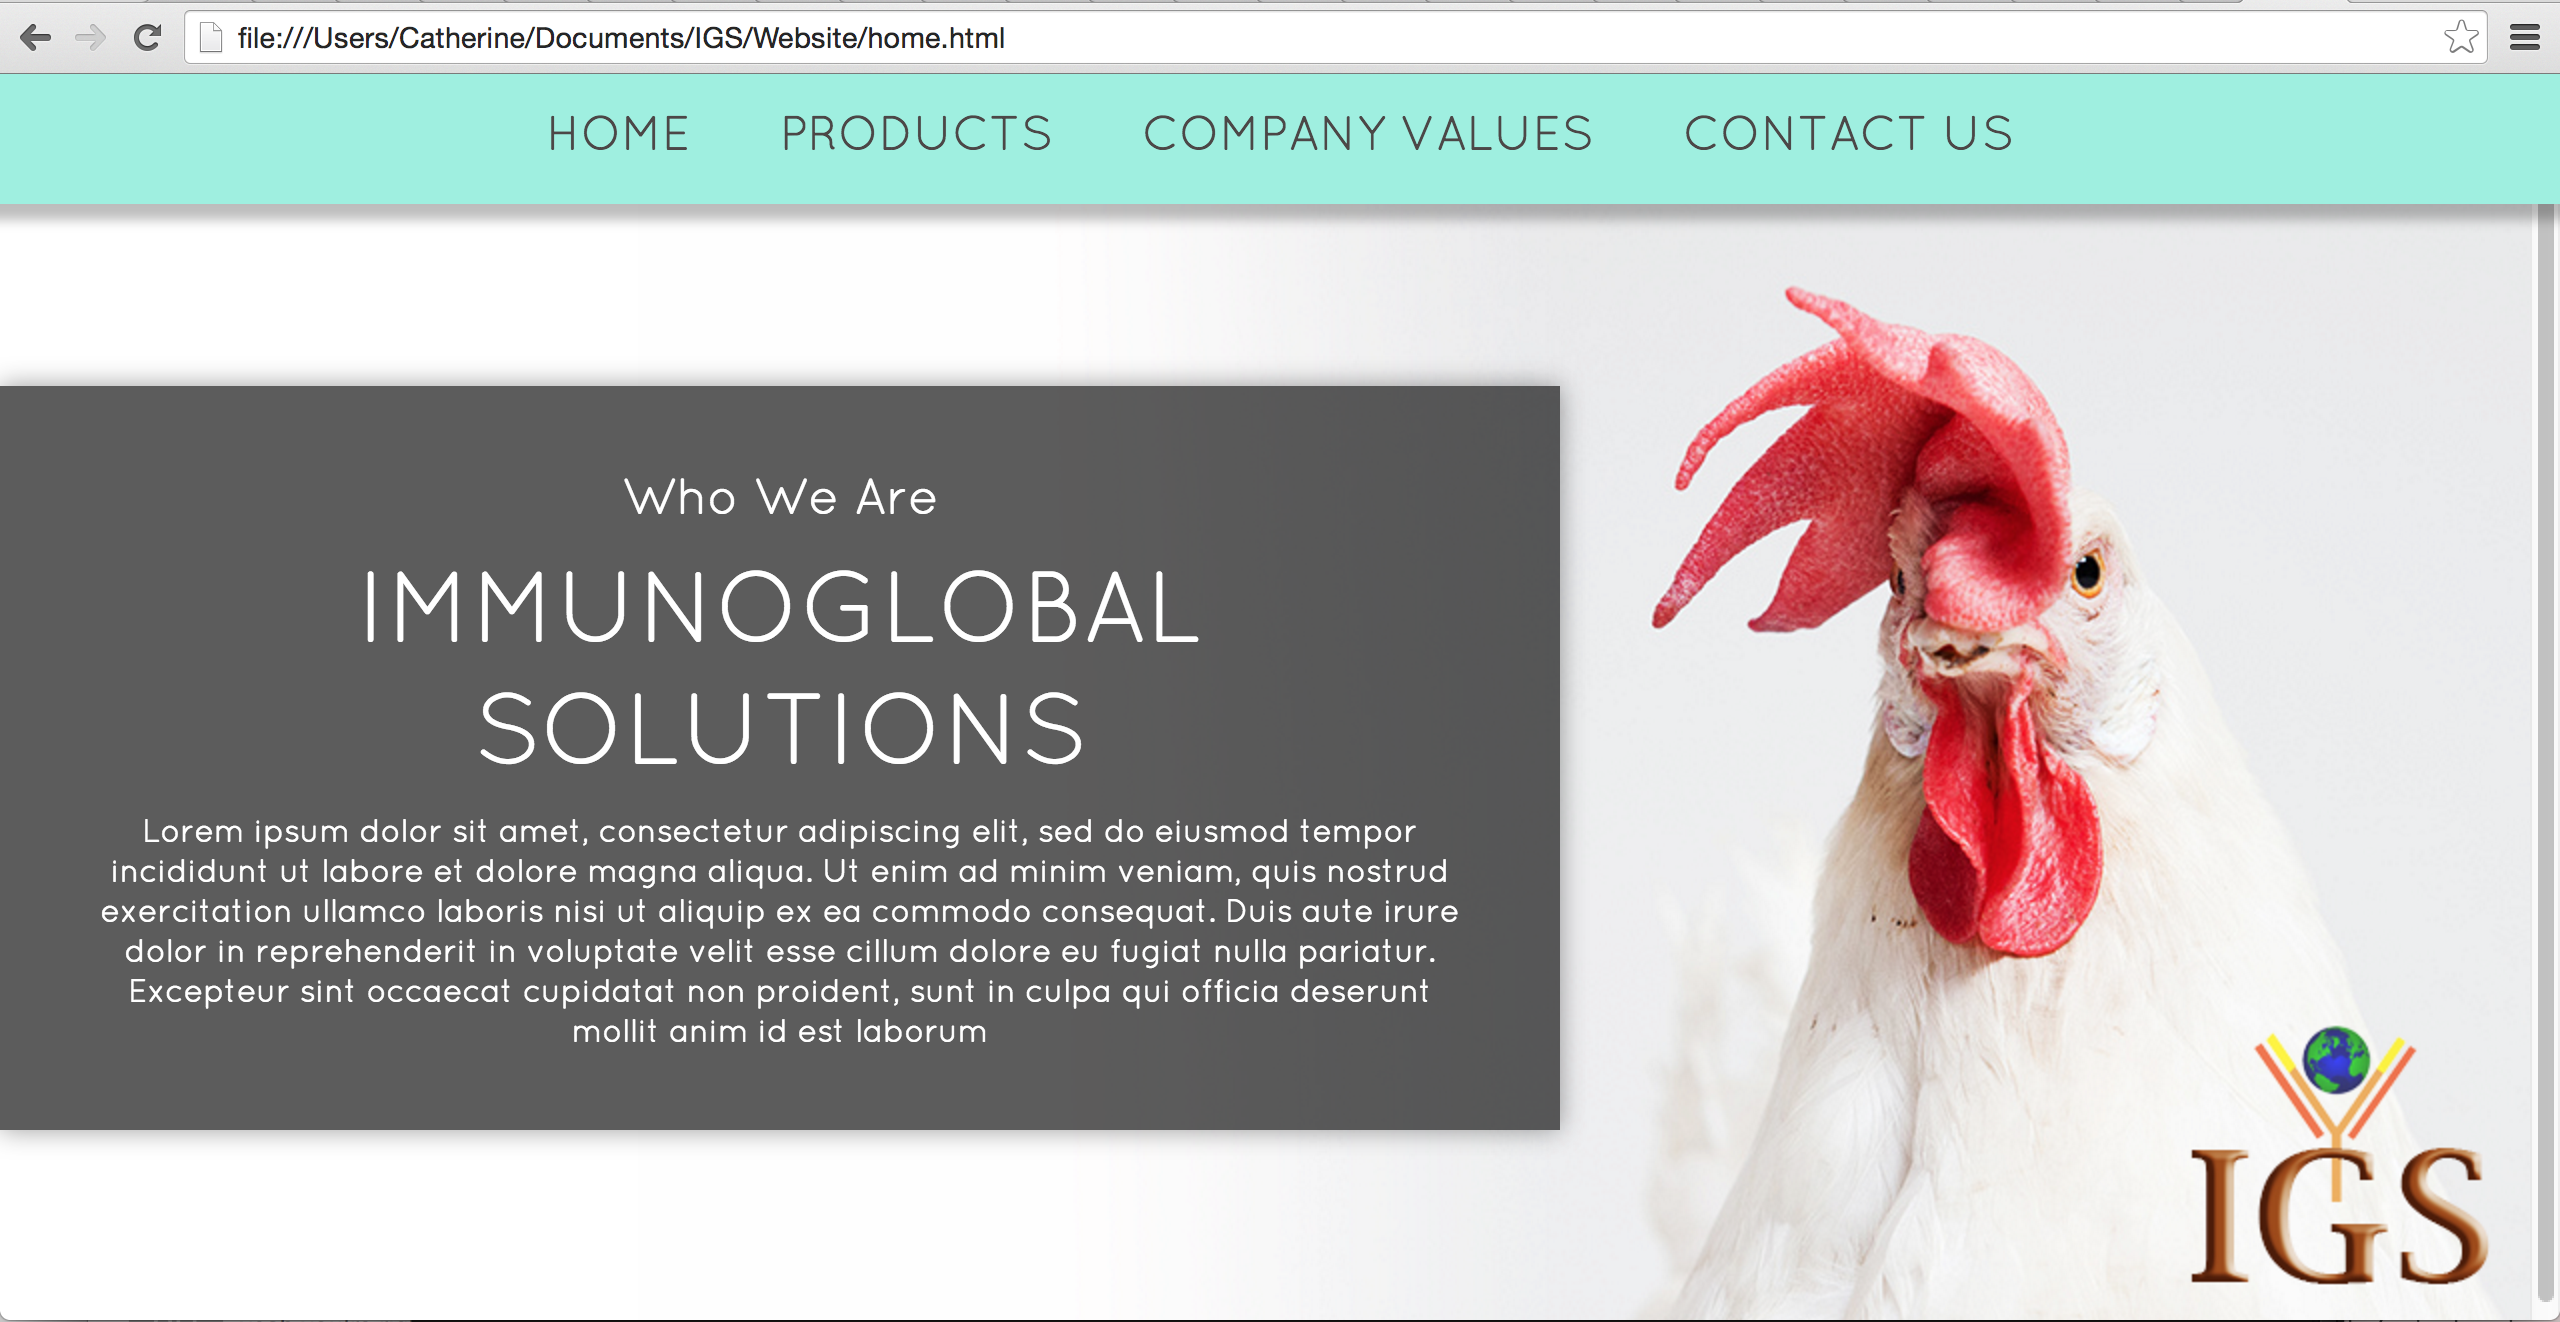 file:///Users/Catherine/Documents/IGS/Website/home.html
HOME PRODUCTS COMPANY VALUES CONTACT US
Who We Are
IMMUNOGLOBAL
SOLUTIONS
Lorem ipsum dolor sit amet, consectetur adipiscing elit, sed do eiusmod tempor
incididunt ut labore et dolore magna aliqua. Ut enim ad minim veniam, quis nostrud
exercitation ullamco laboris nisi ut aliquip ex ea commodo consequat. Duis aute irure
dolor in reprehenderit in voluptate velit esse cillum dolore eu fugiat nulla pariatur.
Excepteur sint occaecat cupidatat non proident, sunt in culpa qui officia deserunt
mollit anim id est laborum
IGS